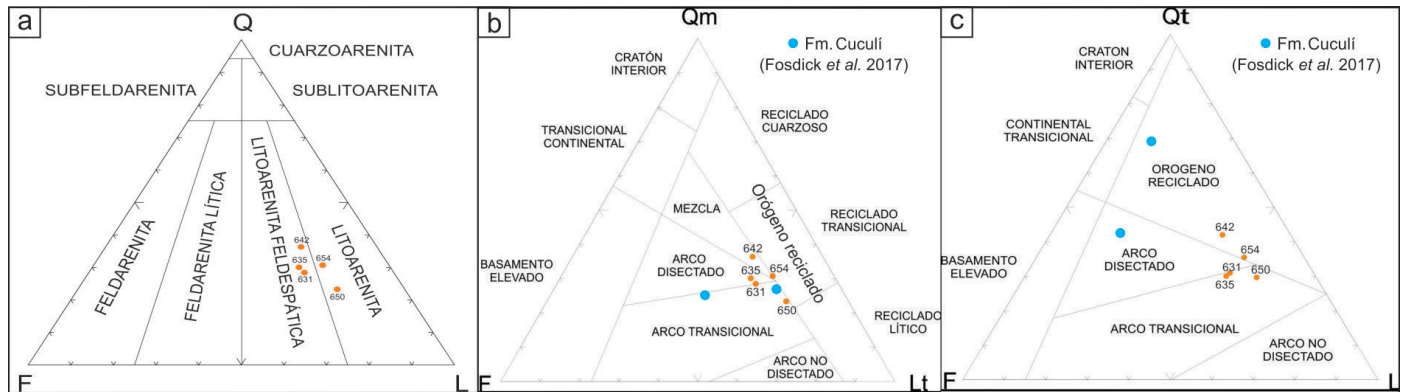 a
Q
CUARZOARENITA
SUBFELDARENITA
SUBLITOARENITA
FELDARENITA
FELDARENITA LÍTICA
LITOARENITA FELDESPÁTICA
LITOARENITA
642
635
654
631
650
F
L
b
Qm
Fm. Cuculí
(Fosdick et al. 2017)
CRATÓN
INTERIOR
TRANSICIONAL
CONTINENTAL
RECICLADO
CUARZOSO
MEZCLA
Orógeno reciclado
RECICLADO
TRANSICIONAL
BASAMENTO
ELEVADO
ARCO
DISECTADO
642
635
654
631
650
ARCO TRANSICIONAL
RECICLADO
LÍTICO
ARCO NO
DISECTADO
F
Lt
c
Qt
Fm. Cuculí
(Fosdick et al. 2017)
CRATON
INTERIOR
CONTINENTAL
TRANSICIONAL
OROGENO
RECICLADO
642
654
BASAMENTO
ELEVADO
ARCO
DISECTADO
631
635
650
ARCO TRANSICIONAL
ARCO NO
DISECTADO
F
L